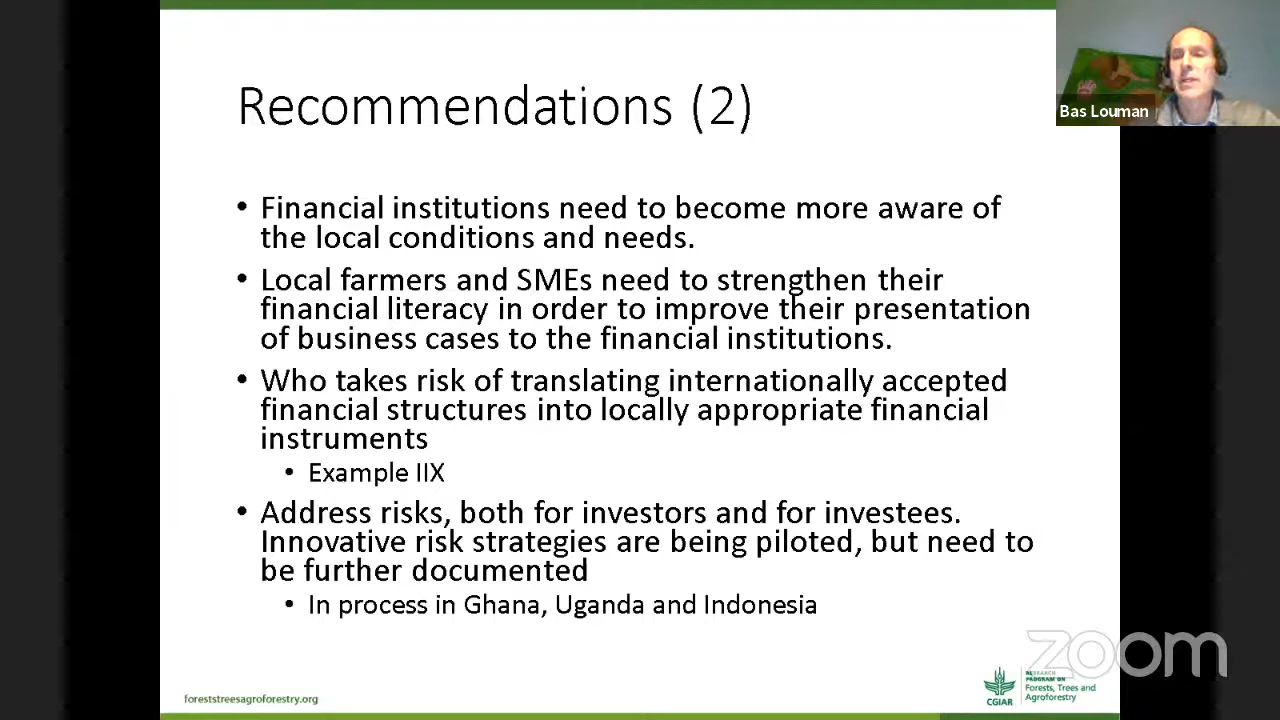 Recommendations (2)
Bas Louman
• Financial institutions need to become more aware of
the local conditions and needs.
• Local farmers and SMEs need to strengthen their
financial literacy in order to improve their presentation
of business cases to the financial institutions.
• Who takes risk of translating internationally accepted
financial structures into locally appropriate financial
instruments
• Example IIX
• Address risks, both for investors and for investees.
Innovative risk strategies are being piloted, but need to
be further documented
• In process in Ghana, Uganda and Indonesia
zoom
foreststreesagroforestry.org
CGIAR
RESEARCH
PROGRAM ON
Forests, Trees and
Agroforestry